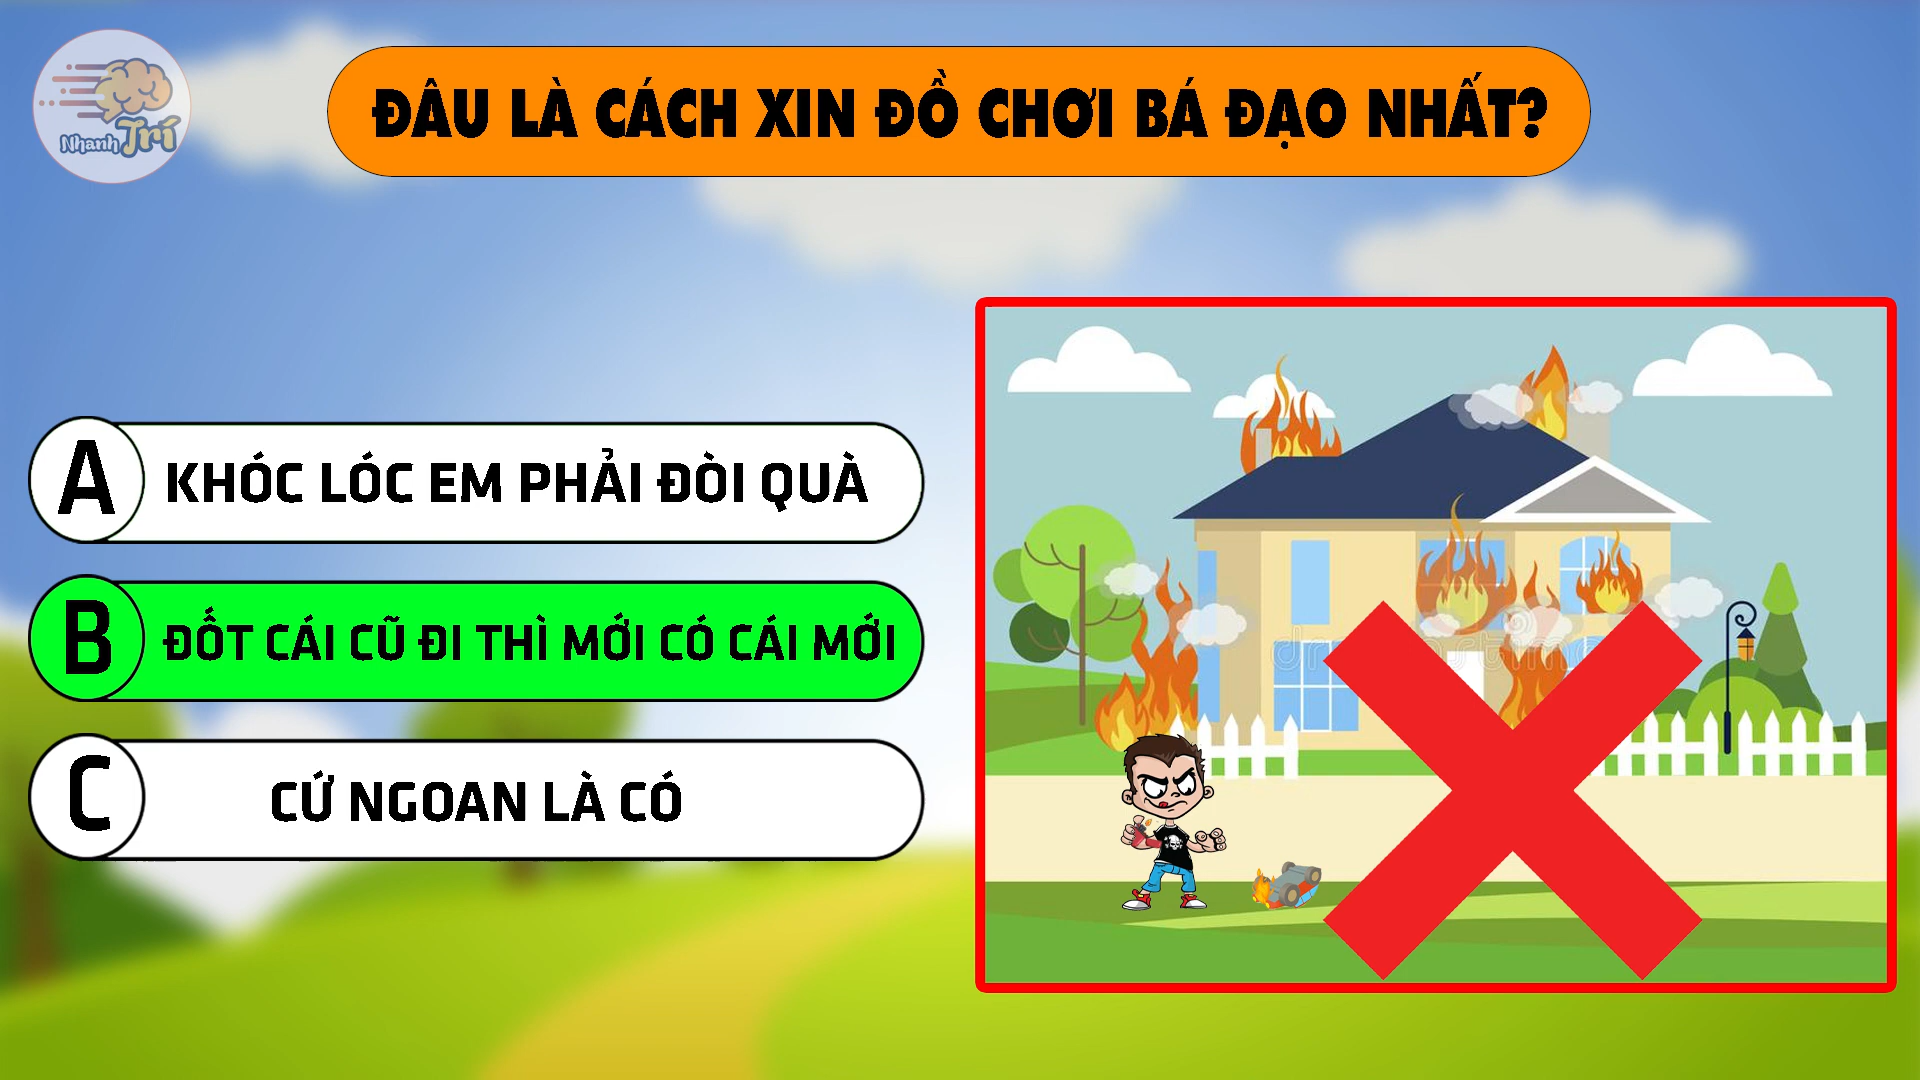 Nhanh Trí
ĐÂU LÀ CÁCH XIN ĐỒ CHƠI BÁ ĐẠO NHẤT?
A KHÓC LÓC EM PHẢI ĐÒI QUÀ
B ĐỐT CÁI CŨ ĐI THÌ MỚI CÓ CÁI MỚI
C CỨ NGOAN LÀ CÓ